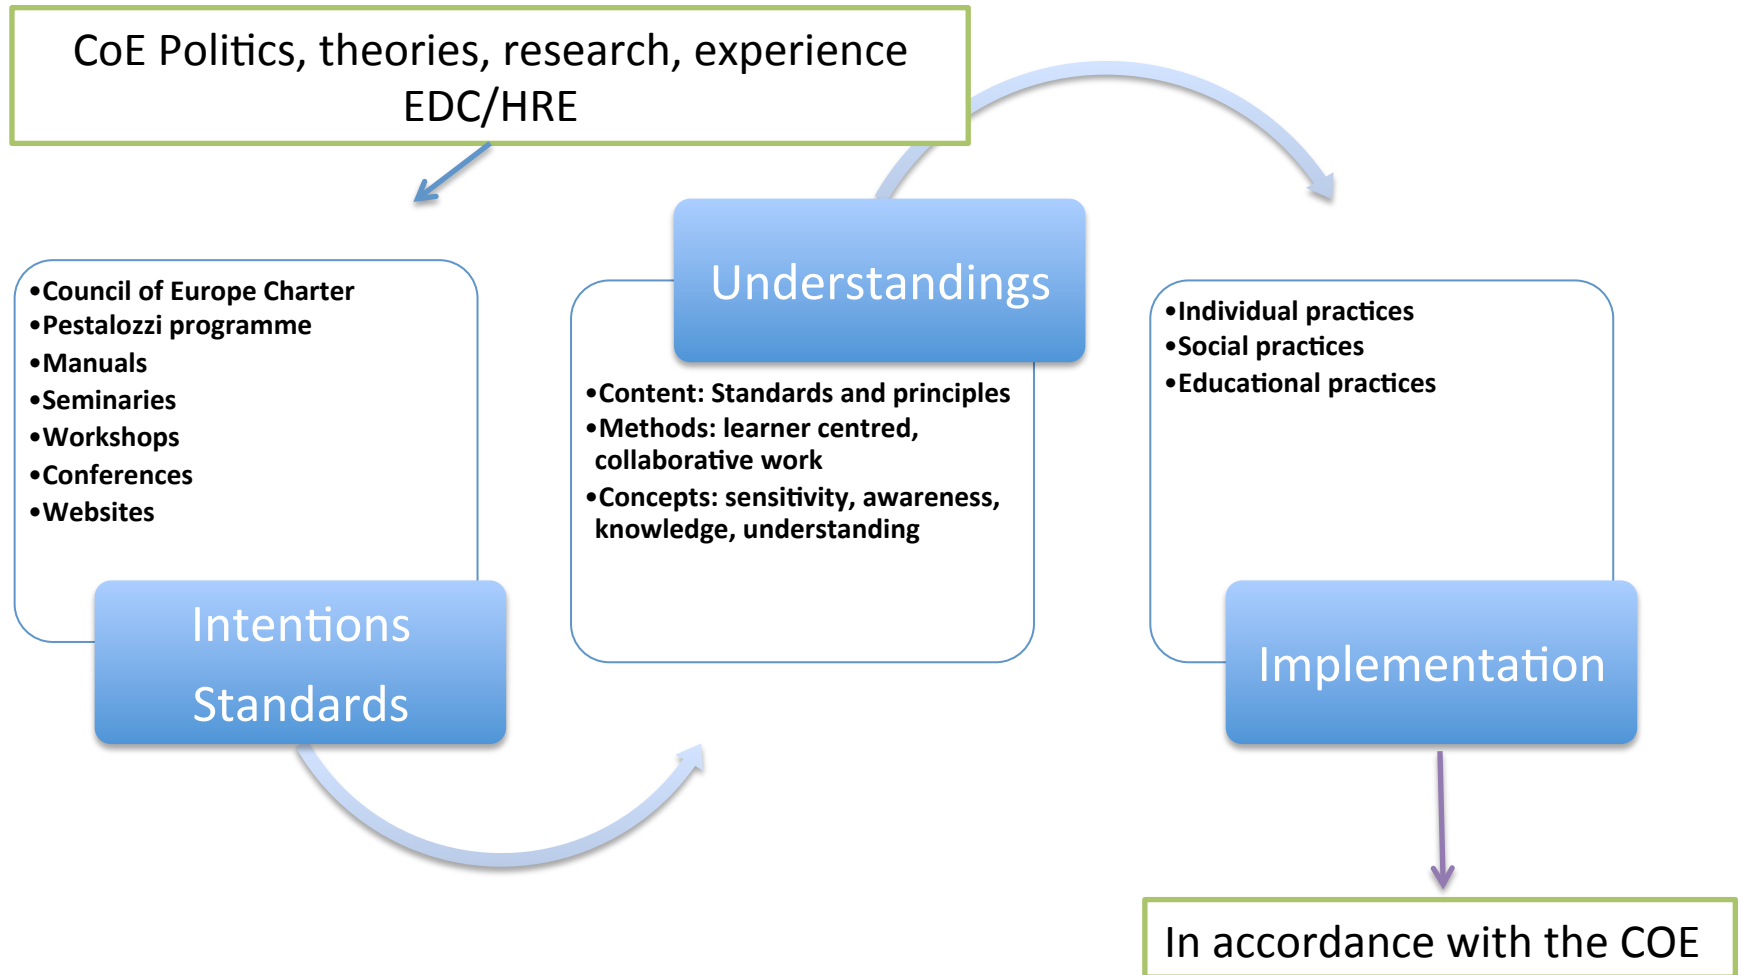 CoE Politics, theories, research, experience
EDC/HRE
•Council of Europe Charter
•Pestalozzi programme
•Manuals
•Seminaries
•Workshops
•Conferences
•Websites
Intentions
Standards
Understandings
•Content: Standards and principles
•Methods: learner centred,
collaborative work
•Concepts: sensitivity, awareness,
knowledge, understanding
•Individual practices
•Social practices
•Educational practices
Implementation
In accordance with the COE